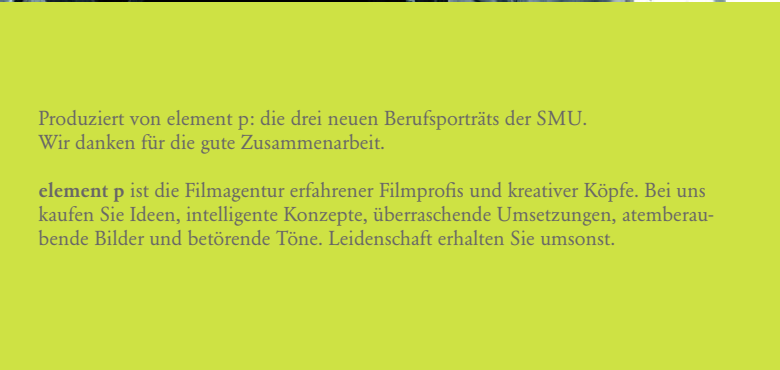 Produziert von element p: die drei neuen Berufsporträts der SMU.
Wir danken für die gute Zusammenarbeit.
element p ist die Filmagentur erfahrener Filmprofis und kreativer Köpfe. Bei uns
kaufen Sie Ideen, intelligente Konzepte, überraschende Umsetzungen, atemberau-
bende Bilder und betörende Töne. Leidenschaft erhalten Sie umsonst.